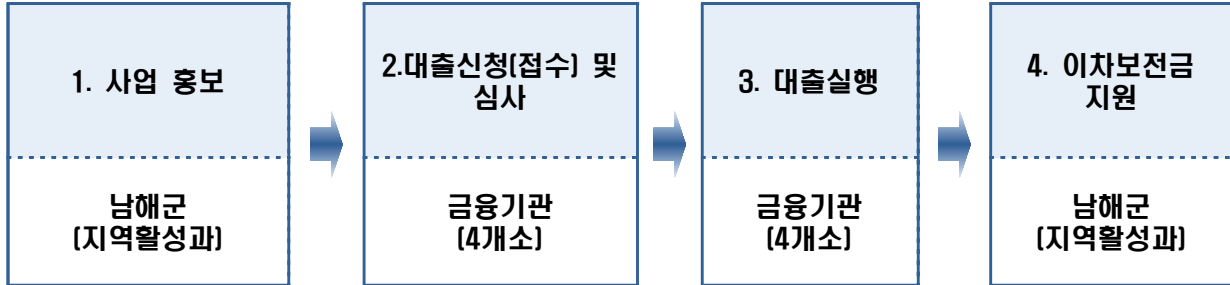 1. 사업 홍보
남해군
(지역활성과)
2.대출신청(접수) 및
심사
금융기관
(4개소)
3. 대출실행
금융기관
(4개소)
4. 이차보전금
지원
남해군
(지역활성과)